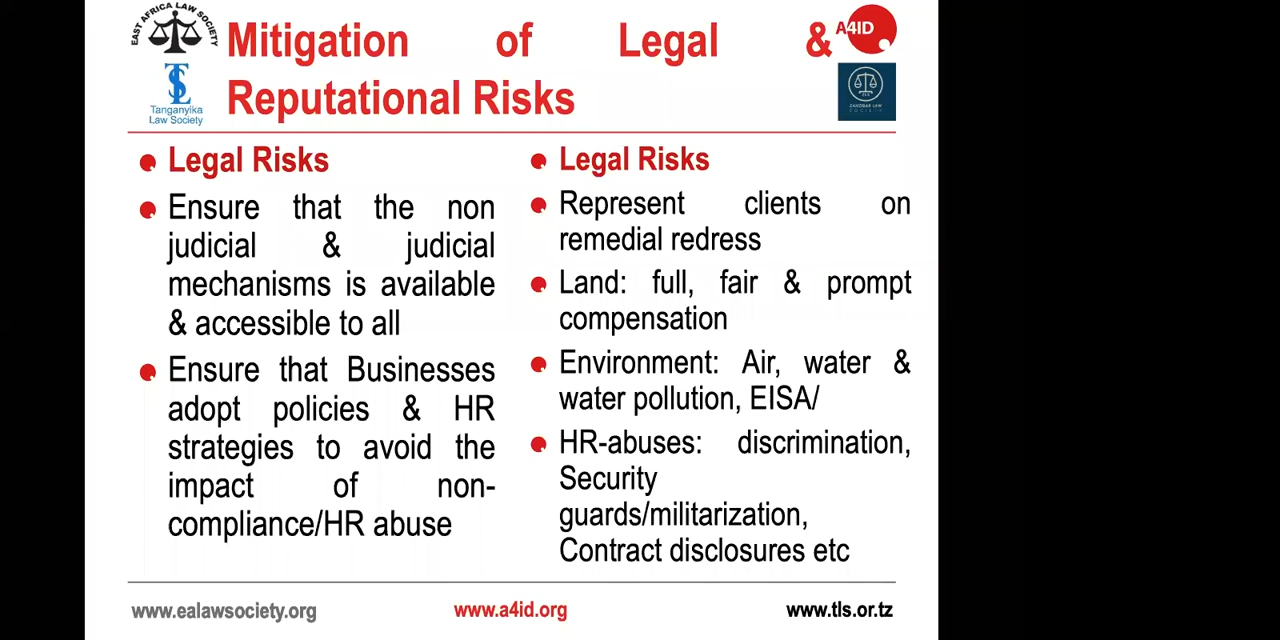 EAST AFRICA LAW SOCIETY
Tanganyika
Law Society
Mitigation of Legal &
Reputational Risks
A4ID
ZANZIBAR LAW
SOCIETY
Legal Risks
Ensure that the non
judicial & judicial
mechanisms is available
& accessible to all
Ensure that Businesses
adopt policies & HR
strategies to avoid the
impact of non-
compliance/HR abuse
Legal Risks
Represent clients on
remedial redress
Land: full, fair & prompt
compensation
Environment: Air, water &
water pollution, EISA/
HR-abuses: discrimination,
Security
guards/militarization,
Contract disclosures etc
www.ealawsociety.org
www.a4id.org
www.tls.or.tz